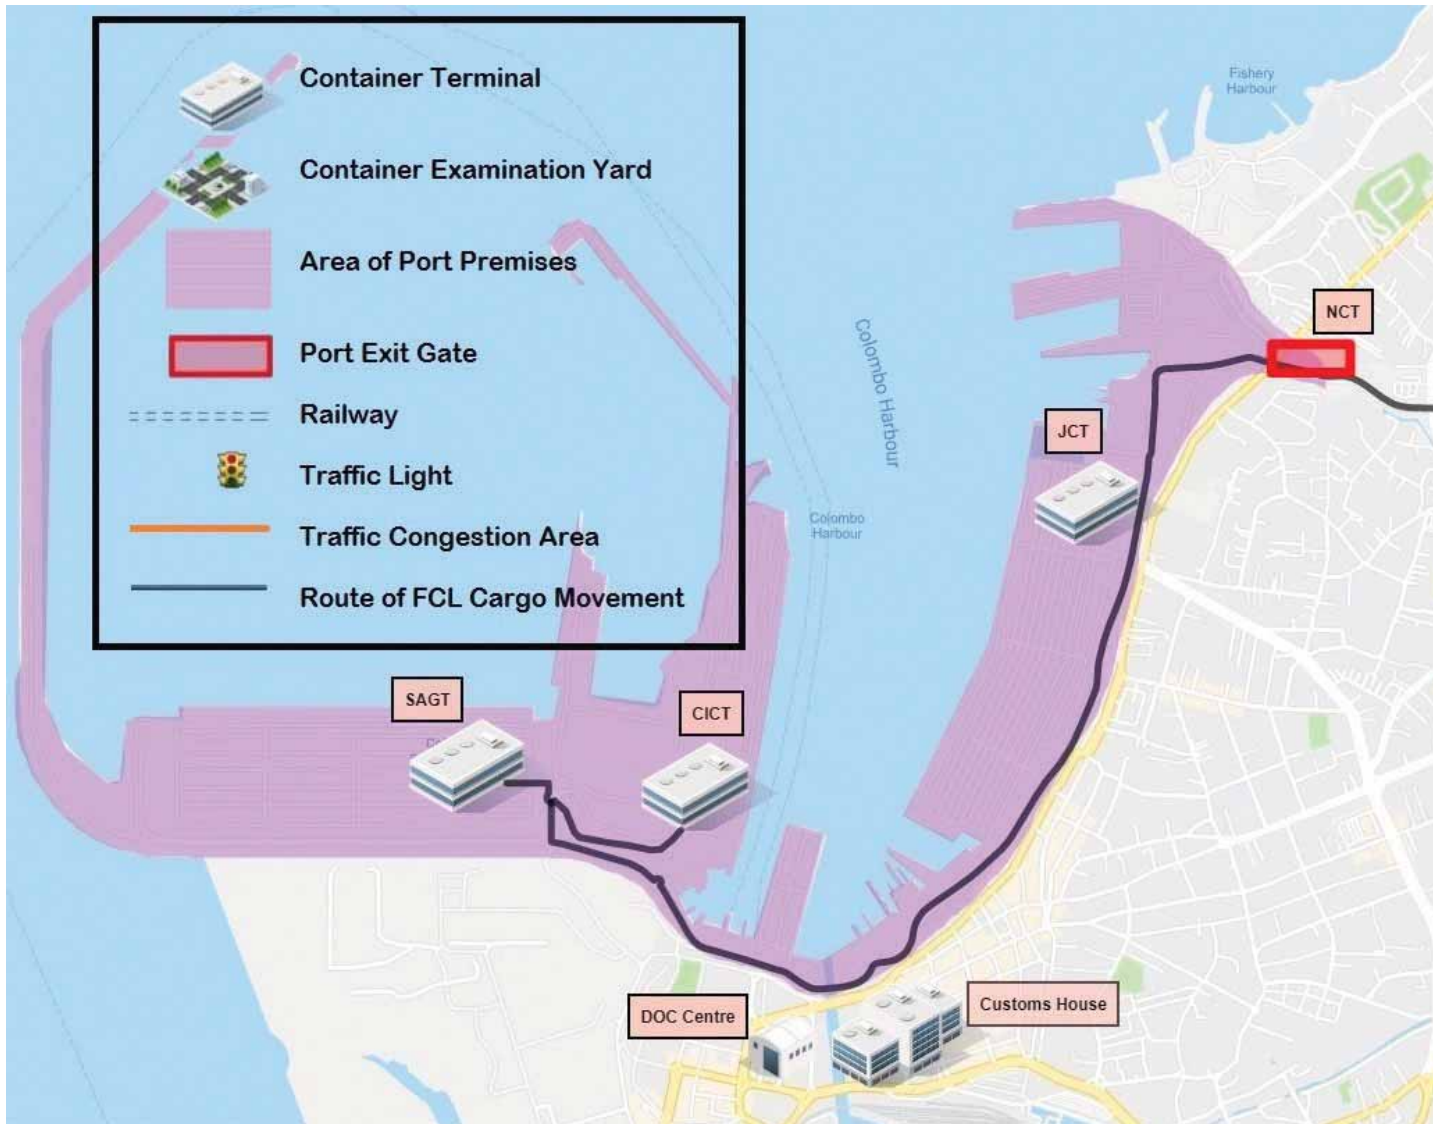 Container Terminal
Container Examination Yard
Area of Port Premises
Port Exit Gate
Railway
Traffic Light
Traffic Congestion Area
Route of FCL Cargo Movement
Fishery
Harbour
NCT
Colombo Harbour
JCT
Colombo
Harbour
SAGT
CICT
DOC Centre
Customs House